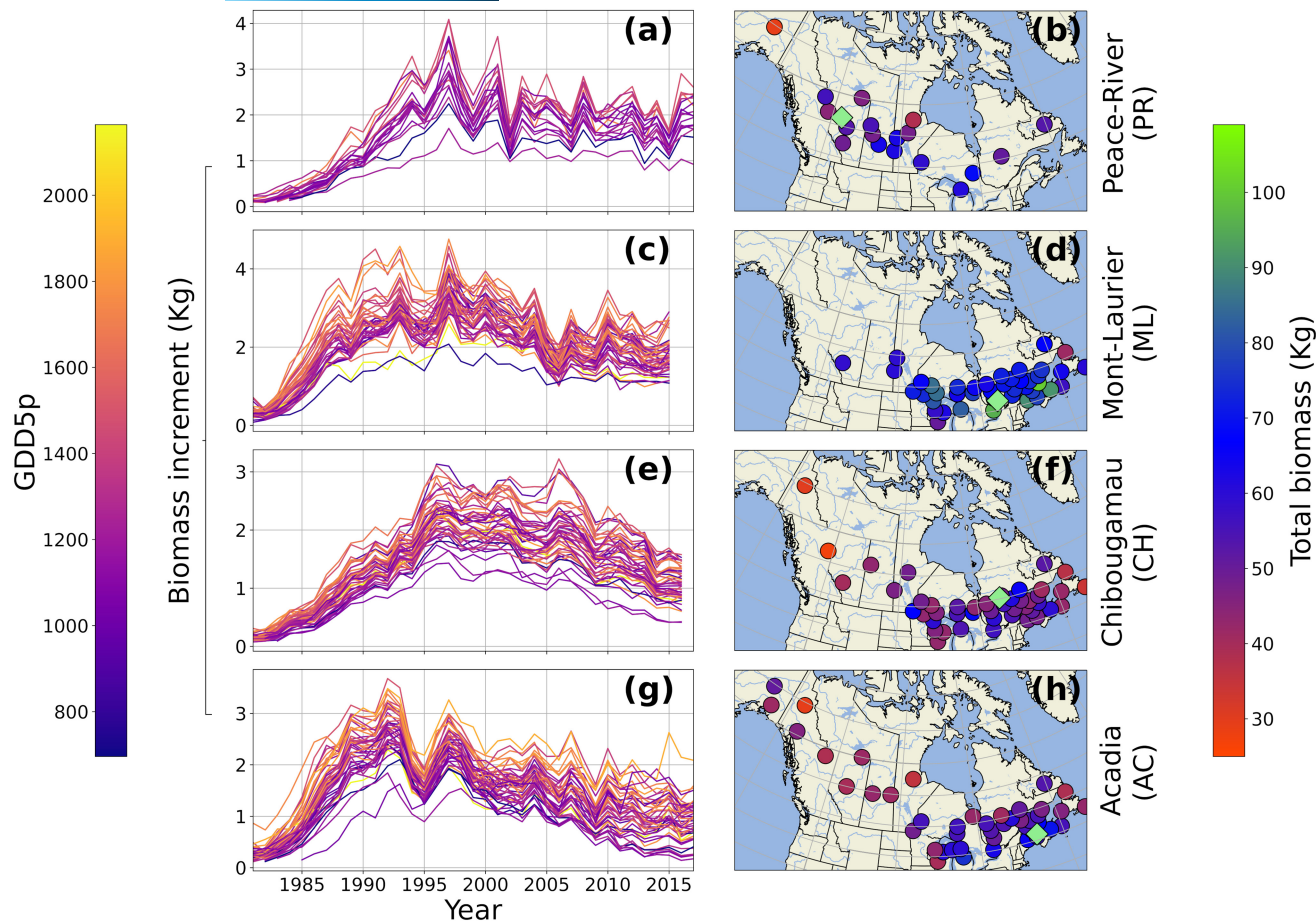 (a)
4
3
2
1
0
(b)
Peace-River
(PR)
GDD5p
2000
1800
1600
1400
1200
1000
800
Biomass increment (Kg)
(c)
4
2
0
(d)
Mont-Laurier
(ML)
(e)
3
2
1
0
(f)
Chibougamau
(CH)
(g)
3
2
1
0
1985 1990 1995 2000 2005 2010 2015
Year
(h)
Acadia
(AC)
Total biomass (Kg)
100
90
80
70
60
50
40
30